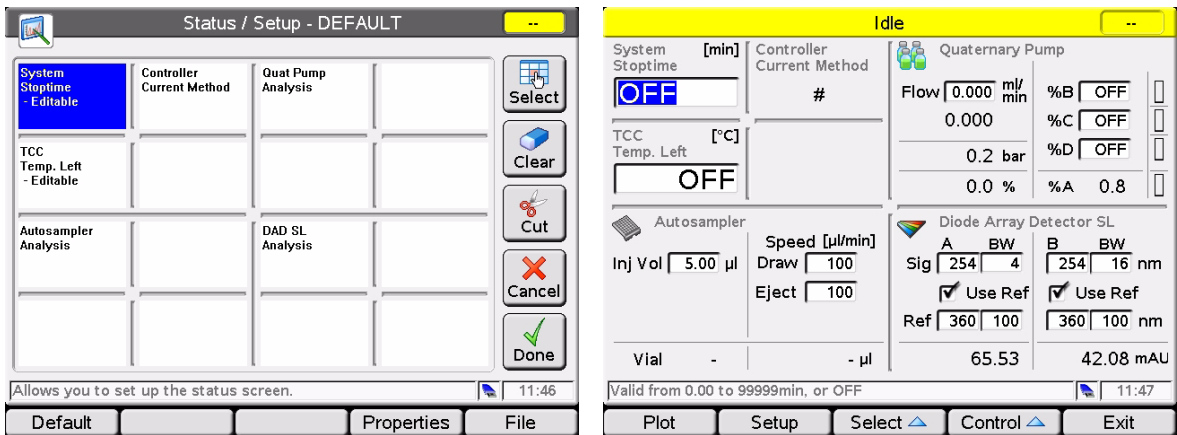 Status / Setup - DEFAULT
--
System
Stoptime
- Editable
Controller
Current Method
Quat Pump
Analysis
TCC
Temp. Left
- Editable
Autosampler
Analysis
DAD SL
Analysis
Select
Clear
Cut
Cancel
Done
Allows you to set up the status screen.
11:46
Default
Properties
File
Idle
--
System [min]
Stoptime
OFF
Controller
Current Method
#
Quaternary Pump
Flow 0.000 ml/min
0.000
0.2 bar
0.0 %
%B OFF
%C OFF
%D OFF
%A 0.8
TCC [°C]
Temp. Left
OFF
Autosampler
Speed [µl/min]
Inj Vol 5.00 µl Draw 100
Eject 100
Vial - - µl
Diode Array Detector SL
A BW B BW
Sig 254 4 254 16 nm
Use Ref Use Ref
Ref 360 100 360 100 nm
65.53 42.08 mAU
Valid from 0.00 to 99999min, or OFF
11:47
Plot
Setup
Select
Control
Exit